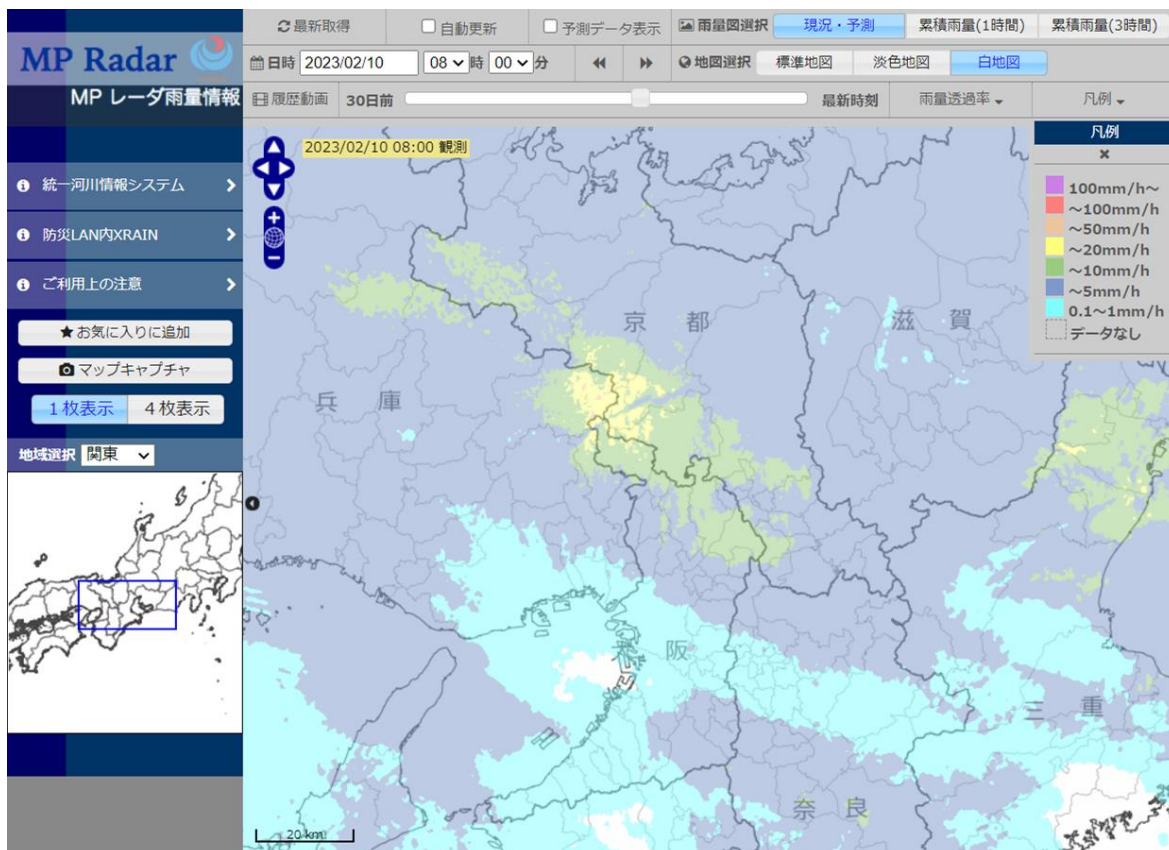 最新取得
自動更新
予測データ表示
雨量図選択
現況・予測
累積雨量(1時間)
累積雨量(3時間)
MP Radar
MP レーダ雨量情報
日時
2023/02/10
08
時
00
分
地図選択
標準地図
淡色地図
白地図
履歴動画
30日前
最新時刻
雨量透過率
凡例
凡例
100mm/h～
～100mm/h
～50mm/h
～20mm/h
～10mm/h
～5mm/h
0.1～1mm/h
データなし
2023/02/10 08:00 観測
統一河川情報システム
防災LAN内XRAIN
ご利用上の注意
お気に入りに追加
マップキャプチャ
1枚表示
4枚表示
地域選択
関東
京 都
滋 賀
兵 庫
大 阪
三 重
奈 良
20 km